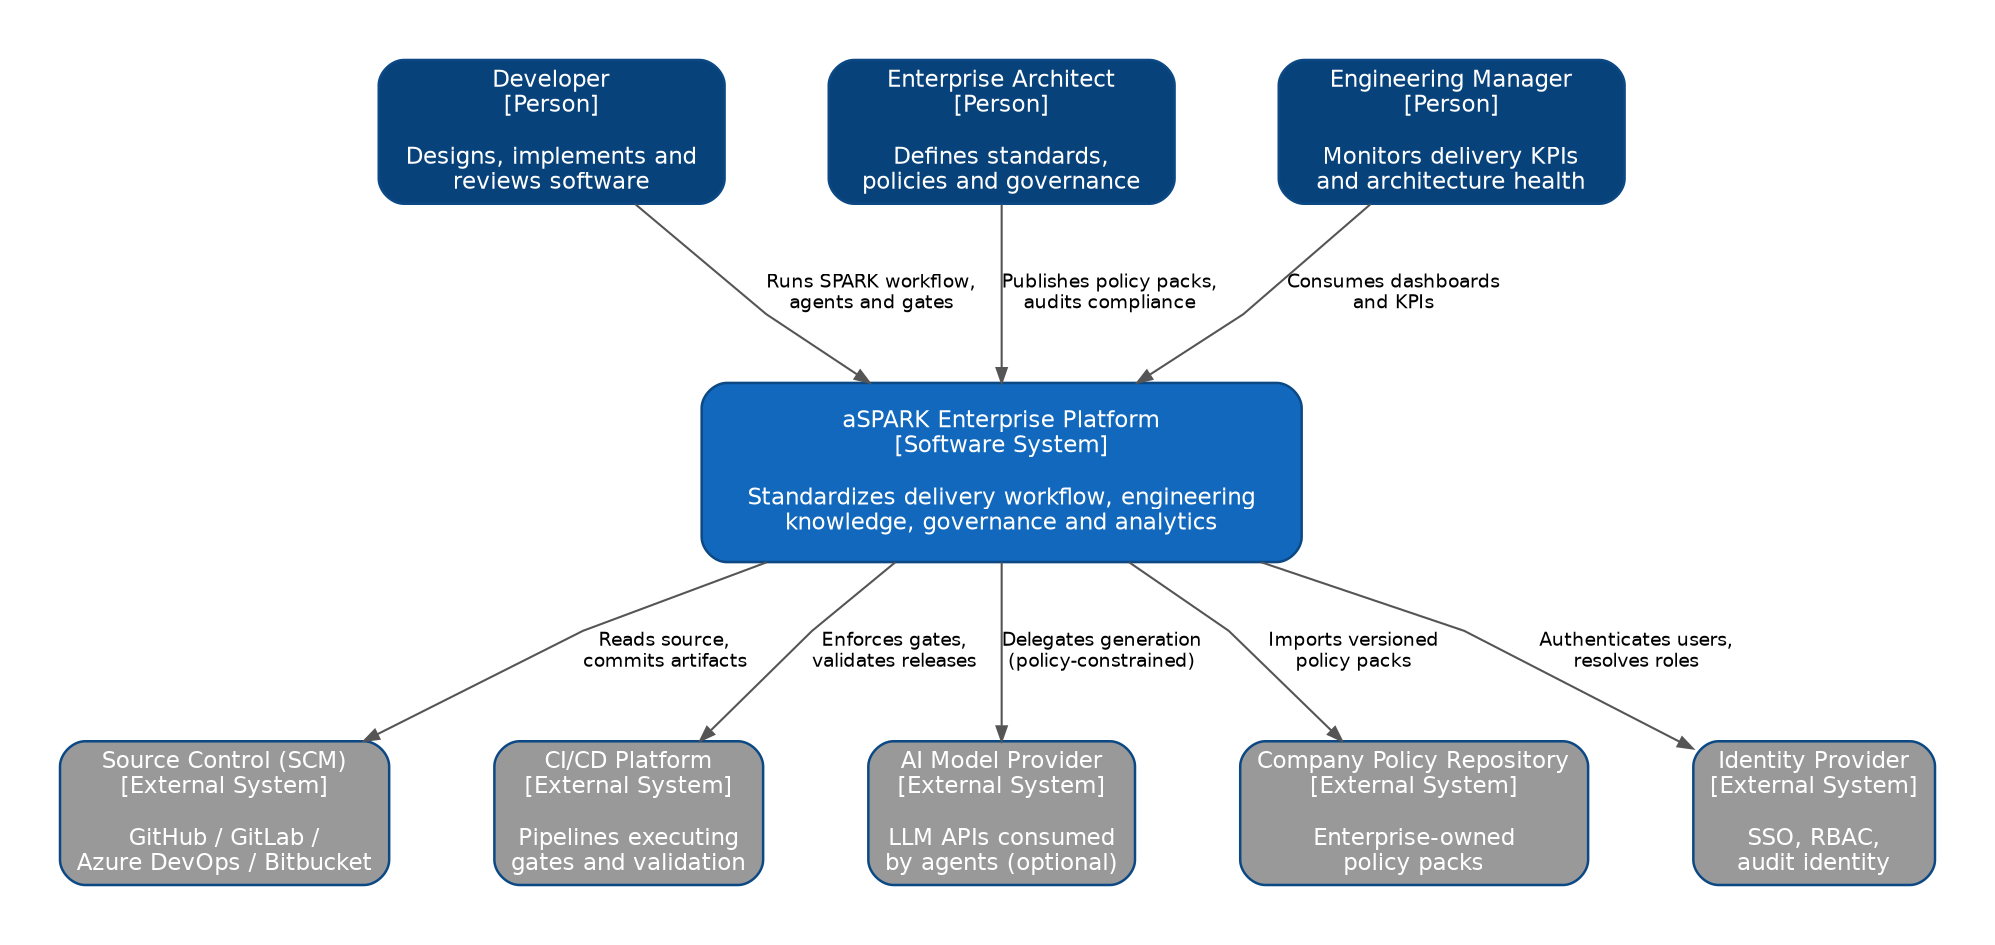 Developer
[Person]
Designs, implements and
reviews software
Enterprise Architect
[Person]
Defines standards,
policies and governance
Engineering Manager
[Person]
Monitors delivery KPIs
and architecture health
Runs SPARK workflow,
agents and gates
Publishes policy packs,
audits compliance
Consumes dashboards
and KPIs
aSPARK Enterprise Platform
[Software System]
Standardizes delivery workflow, engineering
knowledge, governance and analytics
Reads source,
commits artifacts
Enforces gates,
validates releases
Delegates generation
(policy-constrained)
Imports versioned
policy packs
Authenticates users,
resolves roles
Source Control (SCM)
[External System]
GitHub / GitLab /
Azure DevOps / Bitbucket
CI/CD Platform
[External System]
Pipelines executing
gates and validation
AI Model Provider
[External System]
LLM APIs consumed
by agents (optional)
Company Policy Repository
[External System]
Enterprise-owned
policy packs
Identity Provider
[External System]
SSO, RBAC,
audit identity